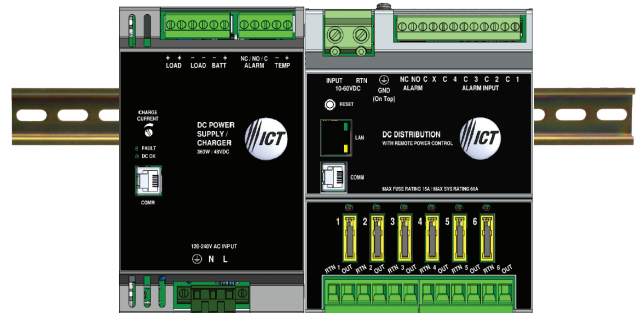 + + - - - + NC / NO / C - +
LOAD LOAD BATT ALARM TEMP
CHARGE
CURRENT
FAULT
DC OK
COMM
DC POWER
SUPPLY /
CHARGER
360W / 48VDC
ICT
120-240V AC INPUT
N L
INPUT RTN
10-60VDC
GND
(On Top)
NC NO C X C 4 C 3 C 2 C 1
ALARM ALARM INPUT
RESET
LAN
COMM
DC DISTRIBUTION
WITH REMOTE POWER CONTROL
ICT
MAX FUSE RATING 15A / MAX SYS RATING 60A
1 2 3 4 5 6
RTN 1 OUT RTN 2 OUT RTN 3 OUT RTN 4 OUT RTN 5 OUT RTN 6 OUT